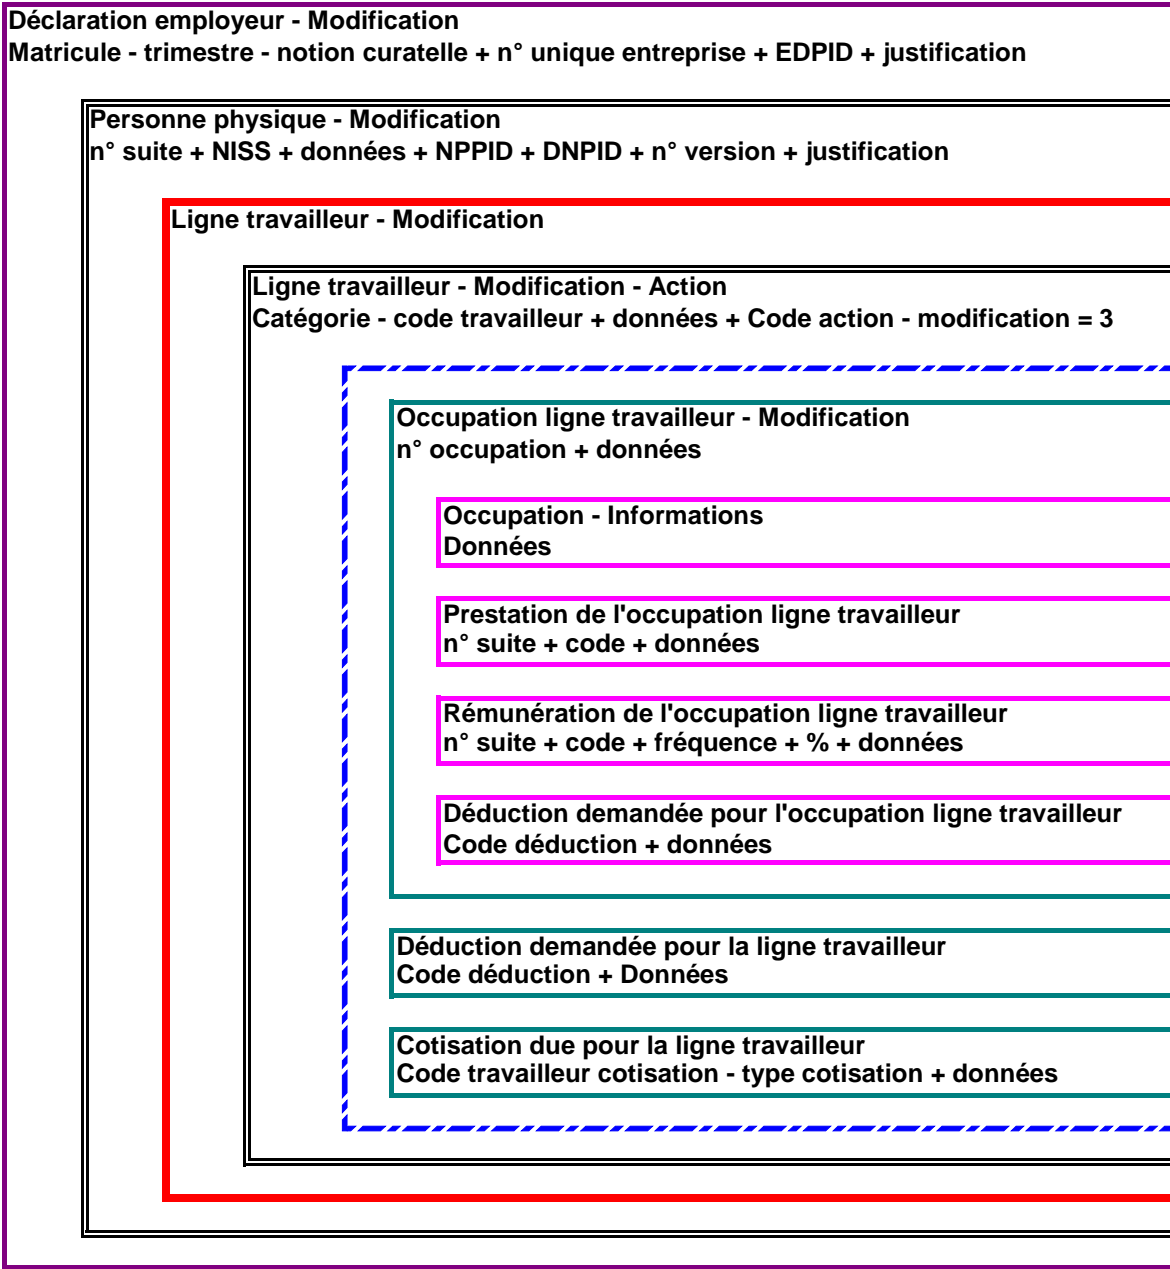 Déclaration employeur - Modification
Matricule - trimestre - notion curatelle + n° unique entreprise + EDPID + justification
Personne physique - Modification
n° suite + NISS + données + NPPID + DNPID + n° version + justification
Ligne travailleur - Modification
Ligne travailleur - Modification - Action
Catégorie - code travailleur + données + Code action - modification = 3
Occupation ligne travailleur - Modification
n° occupation + données
Occupation - Informations
Données
Prestation de l'occupation ligne travailleur
n° suite + code + données
Rémunération de l'occupation ligne travailleur
n° suite + code + fréquence + % + données
Déduction demandée pour l'occupation ligne travailleur
Code déduction + données
Déduction demandée pour la ligne travailleur
Code déduction + Données
Cotisation due pour la ligne travailleur
Code travailleur cotisation - type cotisation + données